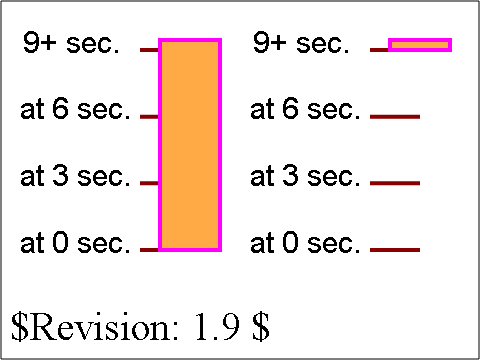 9+ sec. 9+ sec.
at 6 sec. at 6 sec.
at 3 sec. at 3 sec.
at 0 sec. at 0 sec.
$Revision: 1.9 $